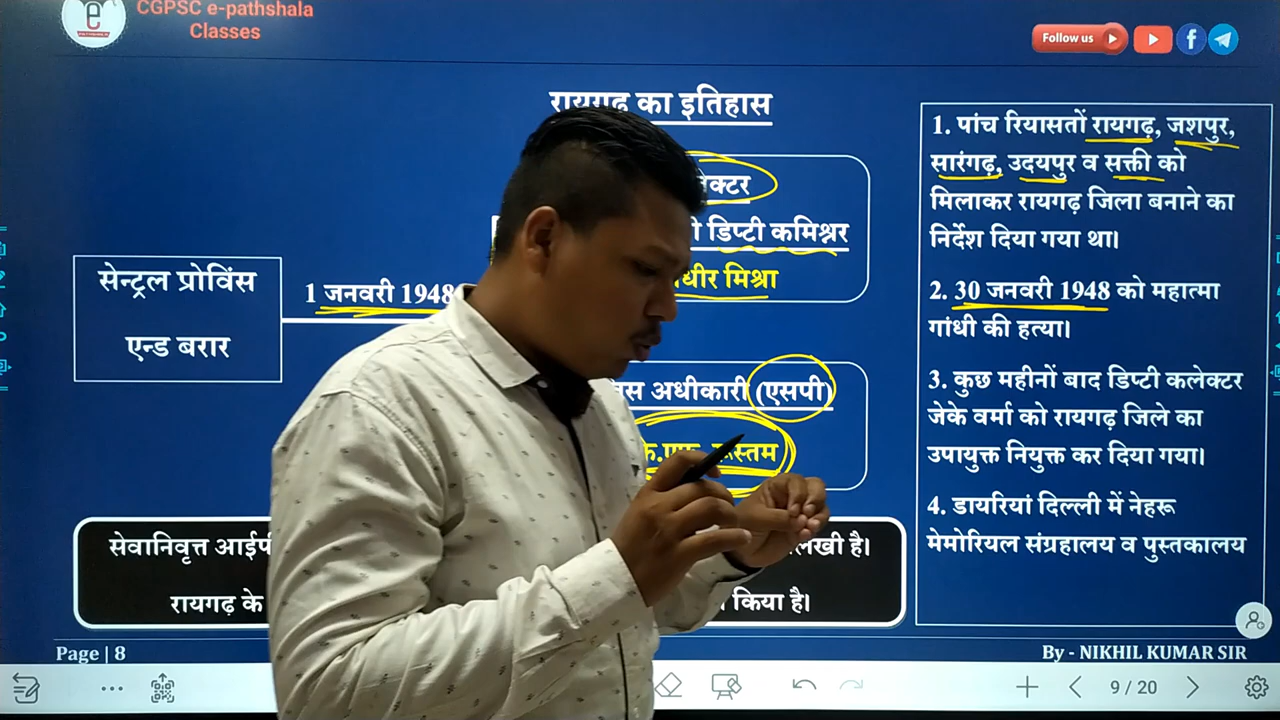 CGPSC e-pathshala
Classes
e
Follow us
रायगढ़ का इतिहास
डिप्टी कमिश्नर
मिश्रा
सेन्ट्रल प्रोविंस
एन्ड बरार
1 जनवरी 1948
अधीकारी (एसपी)
1. पांच रियासतों रायगढ़, जशपुर,
सारंगढ़, उदयपुर व सक्ती को
मिलाकर रायगढ़ जिला बनाने का
निर्देश दिया गया था।
2. 30 जनवरी 1948 को महात्मा
गांधी की हत्या।
3. कुछ महीनों बाद डिप्टी कलेक्टर
जेके वर्मा को रायगढ़ जिले का
उपायुक्त नियुक्त कर दिया गया।
4. डायरियां दिल्ली में नेहरू
मेमोरियल संग्रहालय व पुस्तकालय
सेवानिवृत्त है।
रायगढ़ के किया है।
Page | 8
By - NIKHIL KUMAR SIR
9 / 20